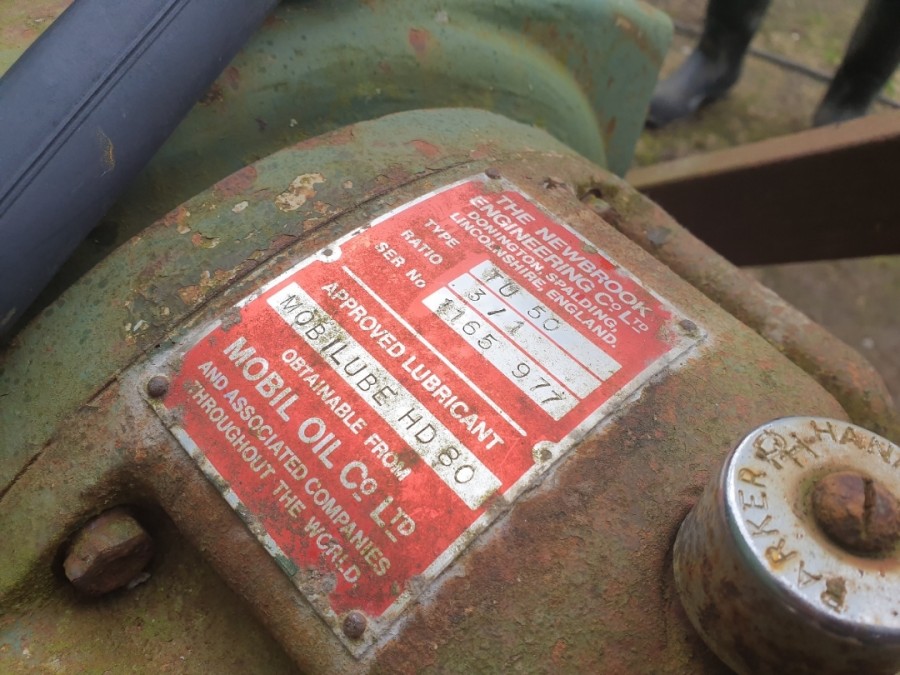 THE NEWBROOK
ENGINEERING CO LTD
DONINGTON, SPALDING,
LINCOLNSHIRE, ENGLAND.
TYPE TU 50
RATIO 3/1
SER NO 1165 977
APPROVED LUBRICANT
MOBILUBE HD 80
OBTAINABLE FROM
MOBIL OIL CO LTD
AND ASSOCIATED COMPANIES
THROUGHOUT THE WORLD.
PARKER HANN